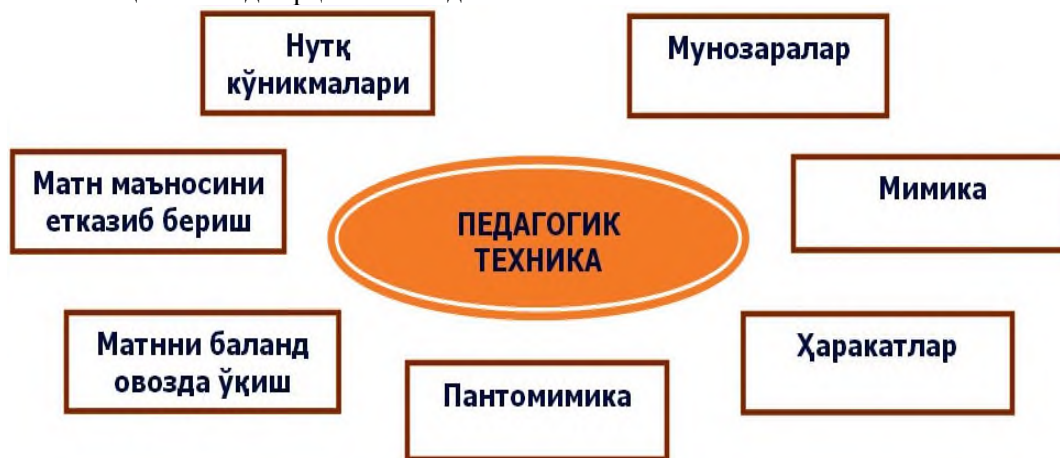 Нутқ
кўникмалари
Мунозаралар
Матн маъносини
етказиб бериш
Мимика
ПЕДАГОГИК
ТЕХНИКА
Матнни баланд
овозда ўқиш
Ҳаракатлар
Пантомимика